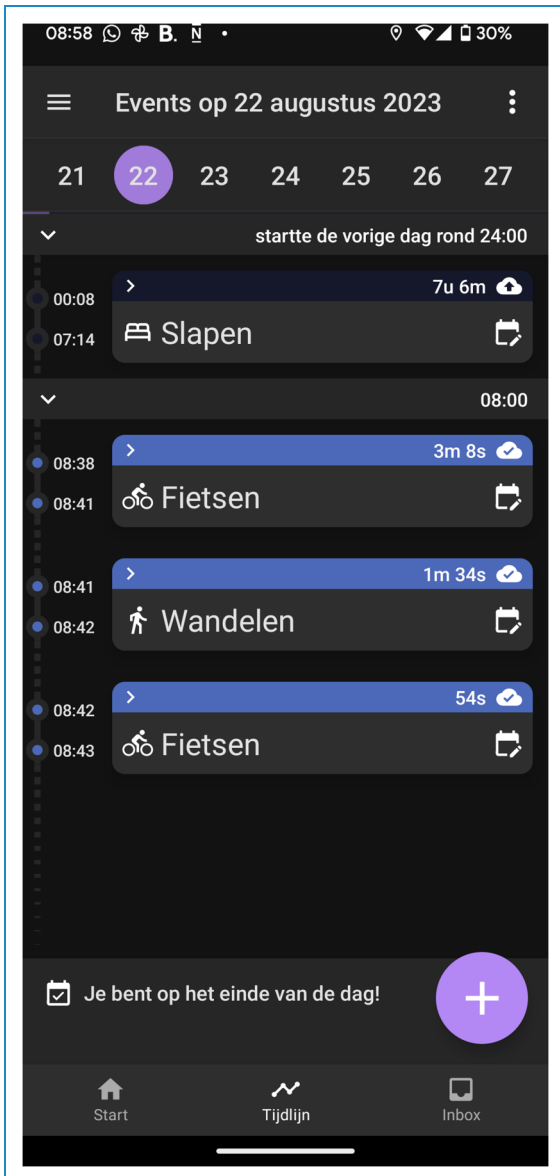 08:58 B. N 30%
Events op 22 augustus 2023
21 22 23 24 25 26 27
startte de vorige dag rond 24:00
7u 6m
00:08
07:14 Slapen
08:00
3m 8s
08:38
08:41 Fietsen
1m 34s
08:41
08:42 Wandelen
54s
08:42
08:43 Fietsen
Je bent op het einde van de dag!
Start Tijdlijn Inbox